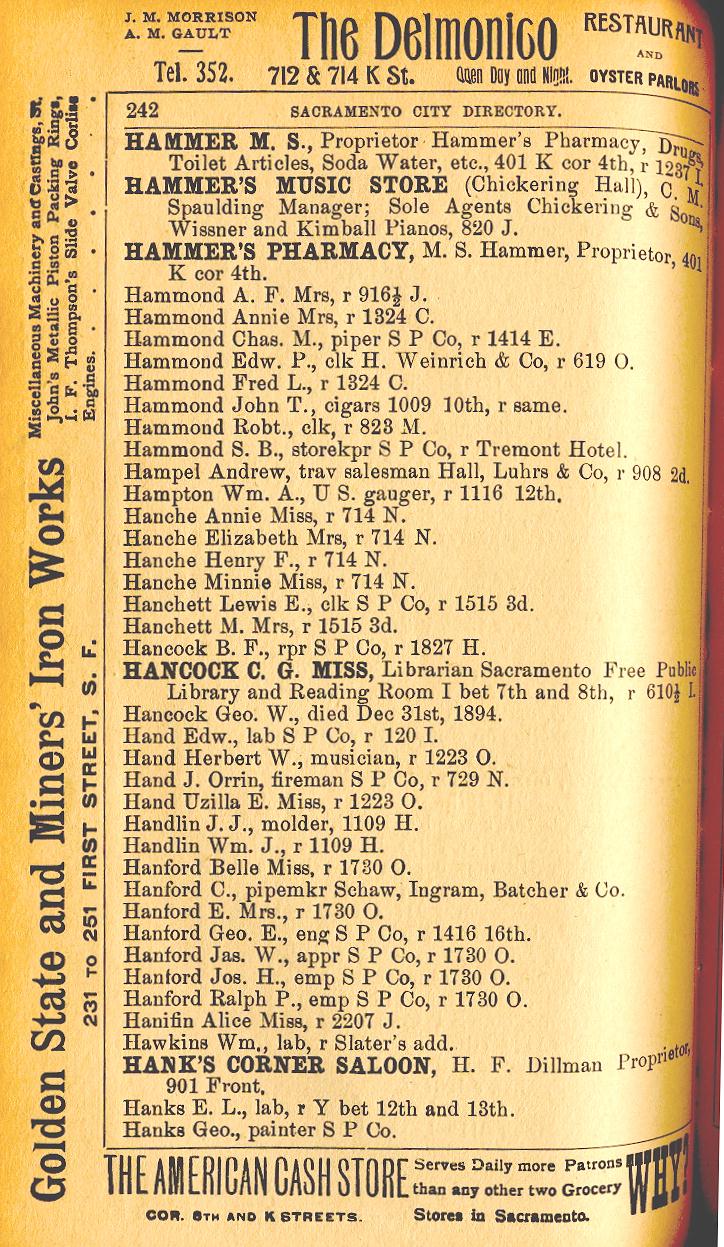 J. M. MORRISON
A. M. GAULT
Tel. 352.
The Delmonico
712 & 714 K St. Open Day and Night.
RESTAURANT
AND
OYSTER PARLORS
242 SACRAMENTO CITY DIRECTORY.
HAMMER M. S., Proprietor Hammer's Pharmacy, Drugs,
Toilet Articles, Soda Water, etc., 401 K cor 4th, r 1237 I.
HAMMER'S MUSIC STORE (Chickering Hall), C. M.
Spaulding Manager; Sole Agents Chickering & Sons,
Wissner and Kimball Pianos, 820 J.
HAMMER'S PHARMACY, M. S. Hammer, Proprietor, 401
K cor 4th.
Hammond A. F. Mrs, r 916½ J.
Hammond Annie Mrs, r 1324 C.
Hammond Chas. M., piper S P Co, r 1414 E.
Hammond Edw. P., clk H. Weinrich & Co, r 619 O.
Hammond Fred L., r 1324 C.
Hammond John T., cigars 1009 10th, r same.
Hammond Robt., clk, r 823 M.
Hammond S. B., storekpr S P Co, r Tremont Hotel.
Hampel Andrew, trav salesman Hall, Luhrs & Co, r 908 2d.
Hampton Wm. A., U S. gauger, r 1116 12th.
Hanche Annie Miss, r 714 N.
Hanche Elizabeth Mrs, r 714 N.
Hanche Henry F., r 714 N.
Hanche Minnie Miss, r 714 N.
Hanchett Lewis E., clk S P Co, r 1515 3d.
Hanchett M. Mrs, r 1515 3d.
Hancock B. F., rpr S P Co, r 1827 H.
HANCOCK C. G. MISS, Librarian Sacramento Free Public
Library and Reading Room I bet 7th and 8th, r 610½ I.
Hancock Geo. W., died Dec 31st, 1894.
Hand Edw., lab S P Co, r 120 I.
Hand Herbert W., musician, r 1223 O.
Hand J. Orrin, fireman S P Co, r 729 N.
Hand Uzilla E. Miss, r 1223 O.
Handlin J. J., molder, 1109 H.
Handlin Wm. J., r 1109 H.
Hanford Belle Miss, r 1730 O.
Hanford C., pipemkr Schaw, Ingram, Batcher & Co.
Hanford E. Mrs., r 1730 O.
Hanford Geo. E., eng S P Co, r 1416 16th.
Hanford Jas. W., appr S P Co, r 1730 O.
Hanford Jos. H., emp S P Co, r 1730 O.
Hanford Ralph P., emp S P Co, r 1730 O.
Hanifin Alice Miss, r 2207 J.
Hawkins Wm., lab, r Slater's add.
HANK'S CORNER SALOON, H. F. Dillman Proprietor,
901 Front.
Hanks E. L., lab, r Y bet 12th and 13th.
Hanks Geo., painter S P Co.
Golden State and Miners' Iron Works
231 TO 251 FIRST STREET, S. F.
Miscellaneous Machinery and Castings, St.
John's Metallic Piston Packing Rings,
I. F. Thompson's Slide Valve Corliss
Engines. . . . . . . .
THE AMERICAN CASH STORE
COR. 8TH AND K STREETS.
Serves Daily more Patrons
than any other two Grocery
Stores in Sacramento.
WHY?